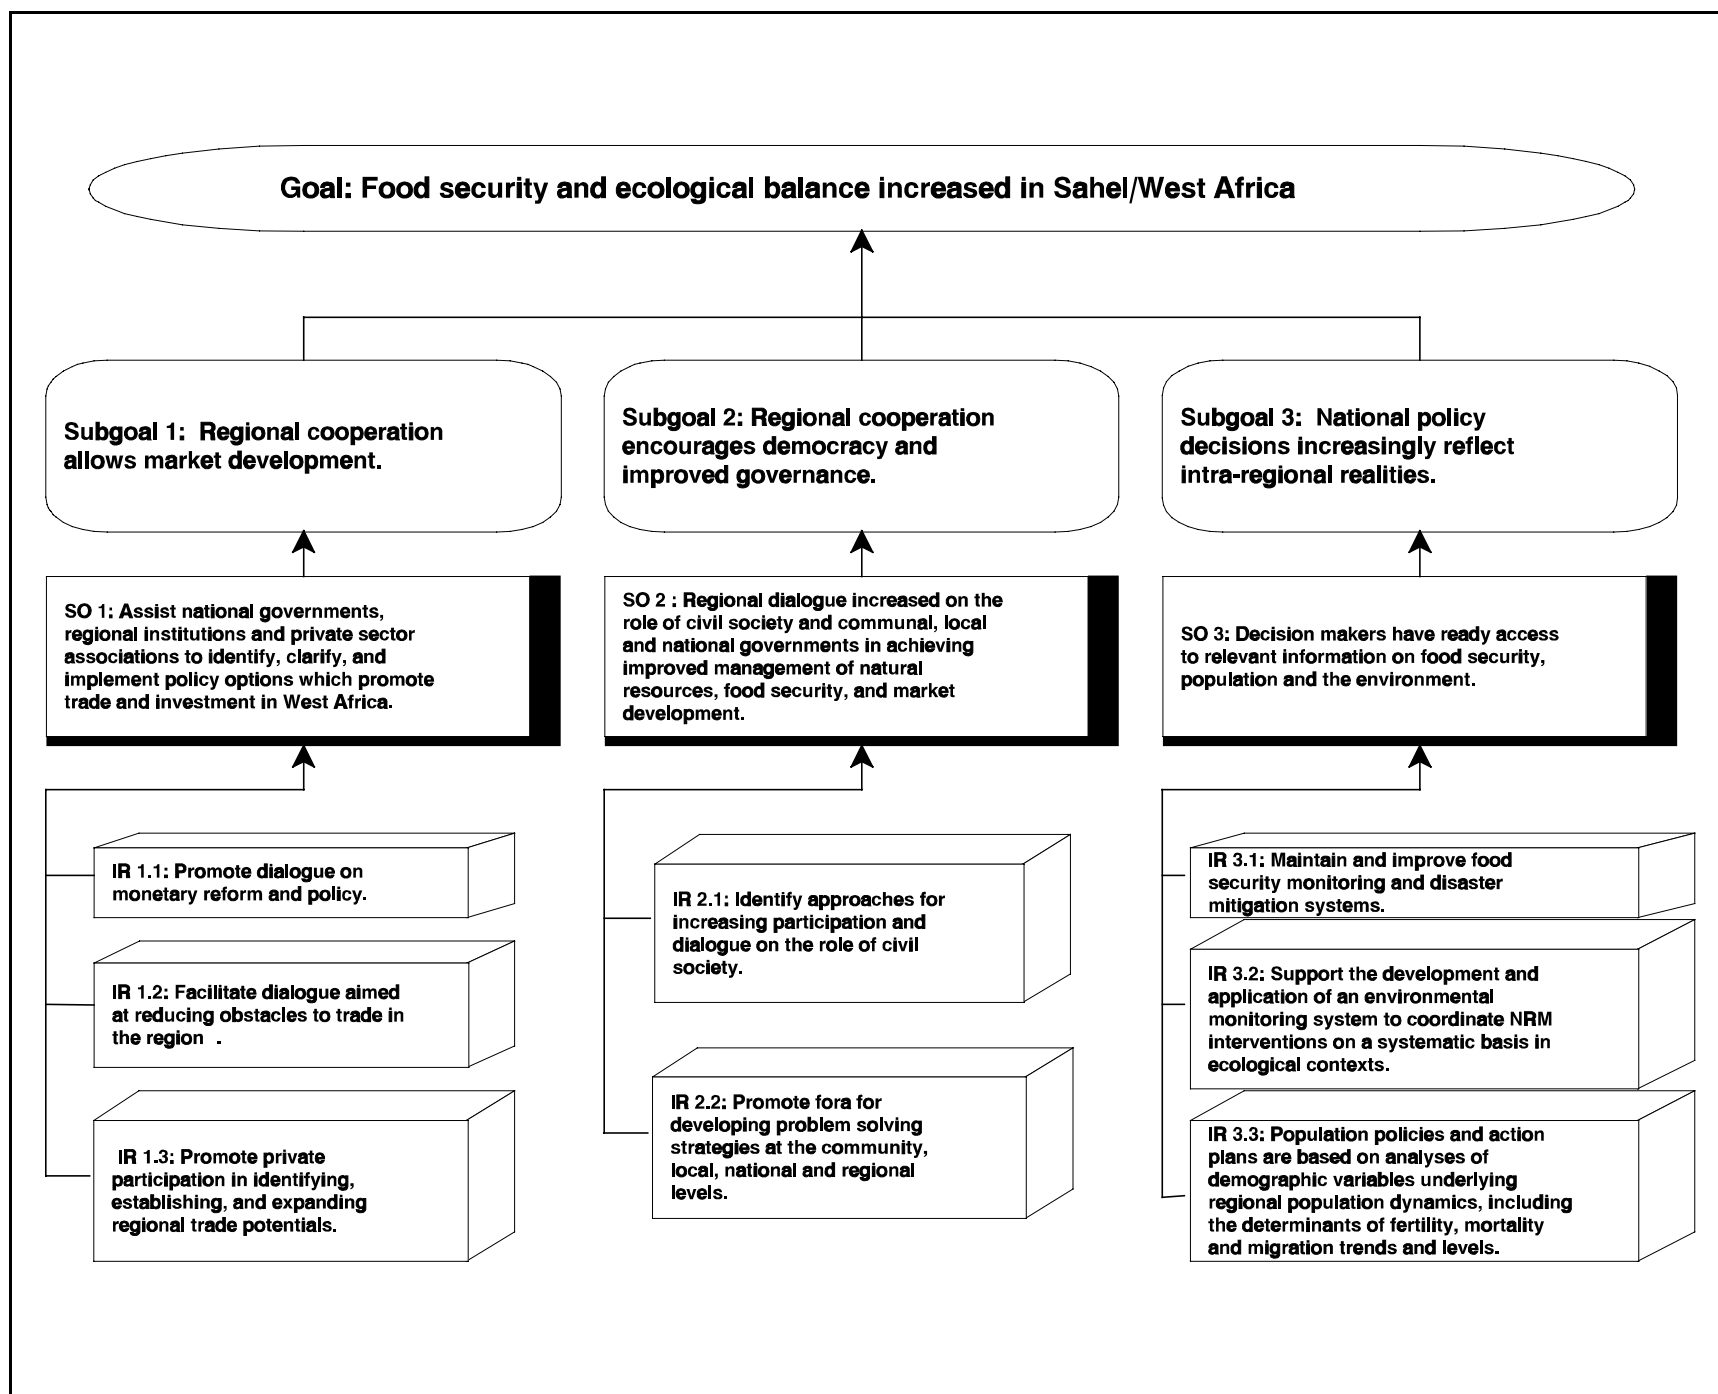 Goal: Food security and ecological balance increased in Sahel/West Africa
Subgoal 1:  Regional cooperation
allows market development.
Subgoal 2: Regional cooperation
encourages democracy and
improved governance.
Subgoal 3:  National policy
decisions increasingly reflect
intra-regional realities.
SO 1: Assist national governments,
regional institutions and private sector
associations to identify, clarify, and
implement policy options which promote
trade and investment in West Africa.
SO 2 : Regional dialogue increased on the
role of civil society and communal, local
and national governments in achieving
improved management of natural
resources, food security, and market
development.
SO 3: Decision makers have ready access
to relevant information on food security,
population and the environment.
IR 1.1: Promote dialogue on
monetary reform and policy.
IR 1.2: Facilitate dialogue aimed
at reducing obstacles to trade in
the region  .
IR 1.3: Promote private
participation in identifying,
establishing, and expanding
regional trade potentials.
IR 2.1: Identify approaches for
increasing participation and
dialogue on the role of civil
society.
IR 2.2: Promote fora for
developing problem solving
strategies at the community,
local, national and regional
levels.
IR 3.1: Maintain and improve food
security monitoring and disaster
mitigation systems.
IR 3.2: Support the development and
application of an environmental
monitoring system to coordinate NRM
interventions on a systematic basis in
ecological contexts.
IR 3.3: Population policies and action
plans are based on analyses of
demographic variables underlying
regional population dynamics, including
the determinants of fertility, mortality
and migration trends and levels.